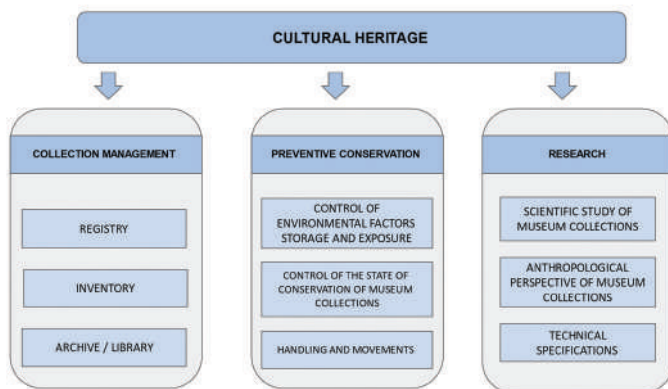 CULTURAL HERITAGE
COLLECTION MANAGEMENT
REGISTRY
INVENTORY
ARCHIVE / LIBRARY
PREVENTIVE CONSERVATION
CONTROL OF
ENVIRONMENTAL FACTORS
STORAGE AND EXPOSURE
CONTROL OF THE STATE OF
CONSERVATION OF MUSEUM
COLLECTIONS
HANDLING AND MOVEMENTS
RESEARCH
SCIENTIFIC STUDY OF
MUSEUM COLLECTIONS
ANTHROPOLOGICAL
PERSPECTIVE OF MUSEUM
COLLECTIONS
TECHNICAL
SPECIFICATIONS